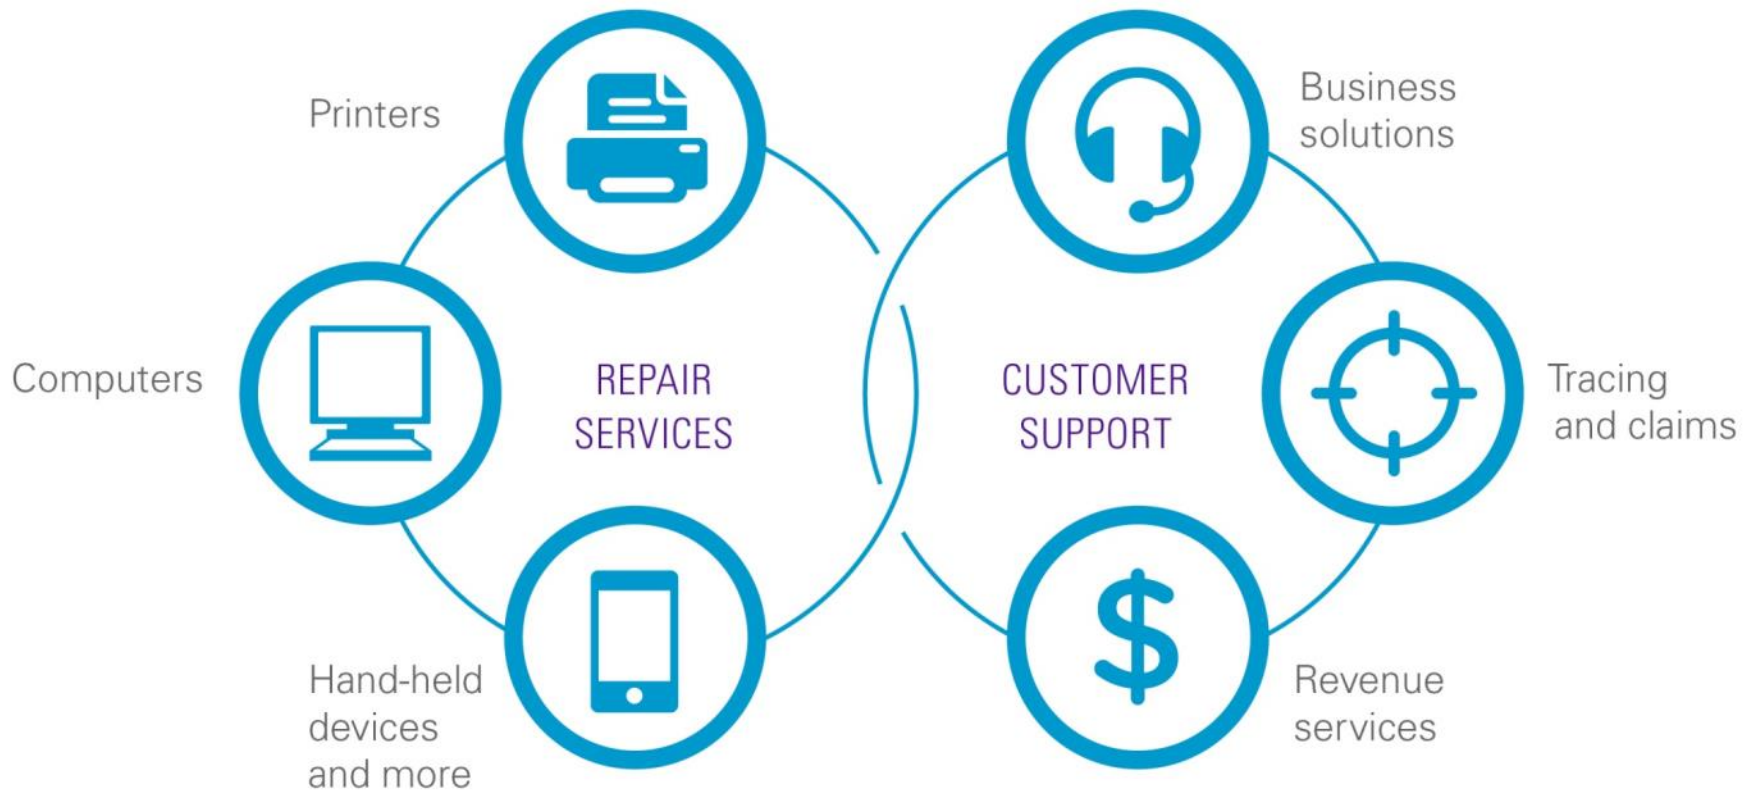 Printers
Computers
Hand-held
devices
and more
REPAIR
SERVICES
CUSTOMER
SUPPORT
Business
solutions
Tracing
and claims
Revenue
services